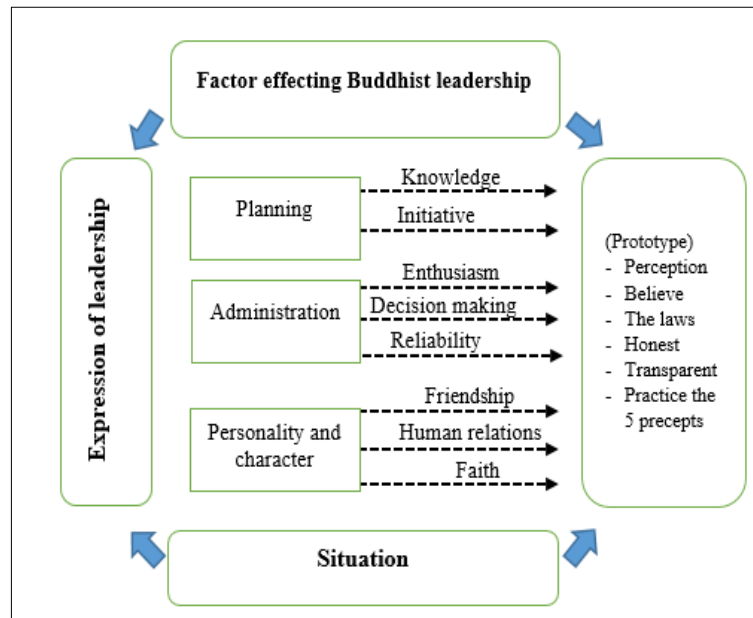 Factor effecting Buddhist leadership
Expression of leadership
Planning
Knowledge
Initiative
Administration
Enthusiasm
Decision making
Reliability
Personality and
character
Friendship
Human relations
Faith
(Prototype)
- Perception
- Believe
- The laws
- Honest
- Transparent
- Practice the
5 precepts
Situation